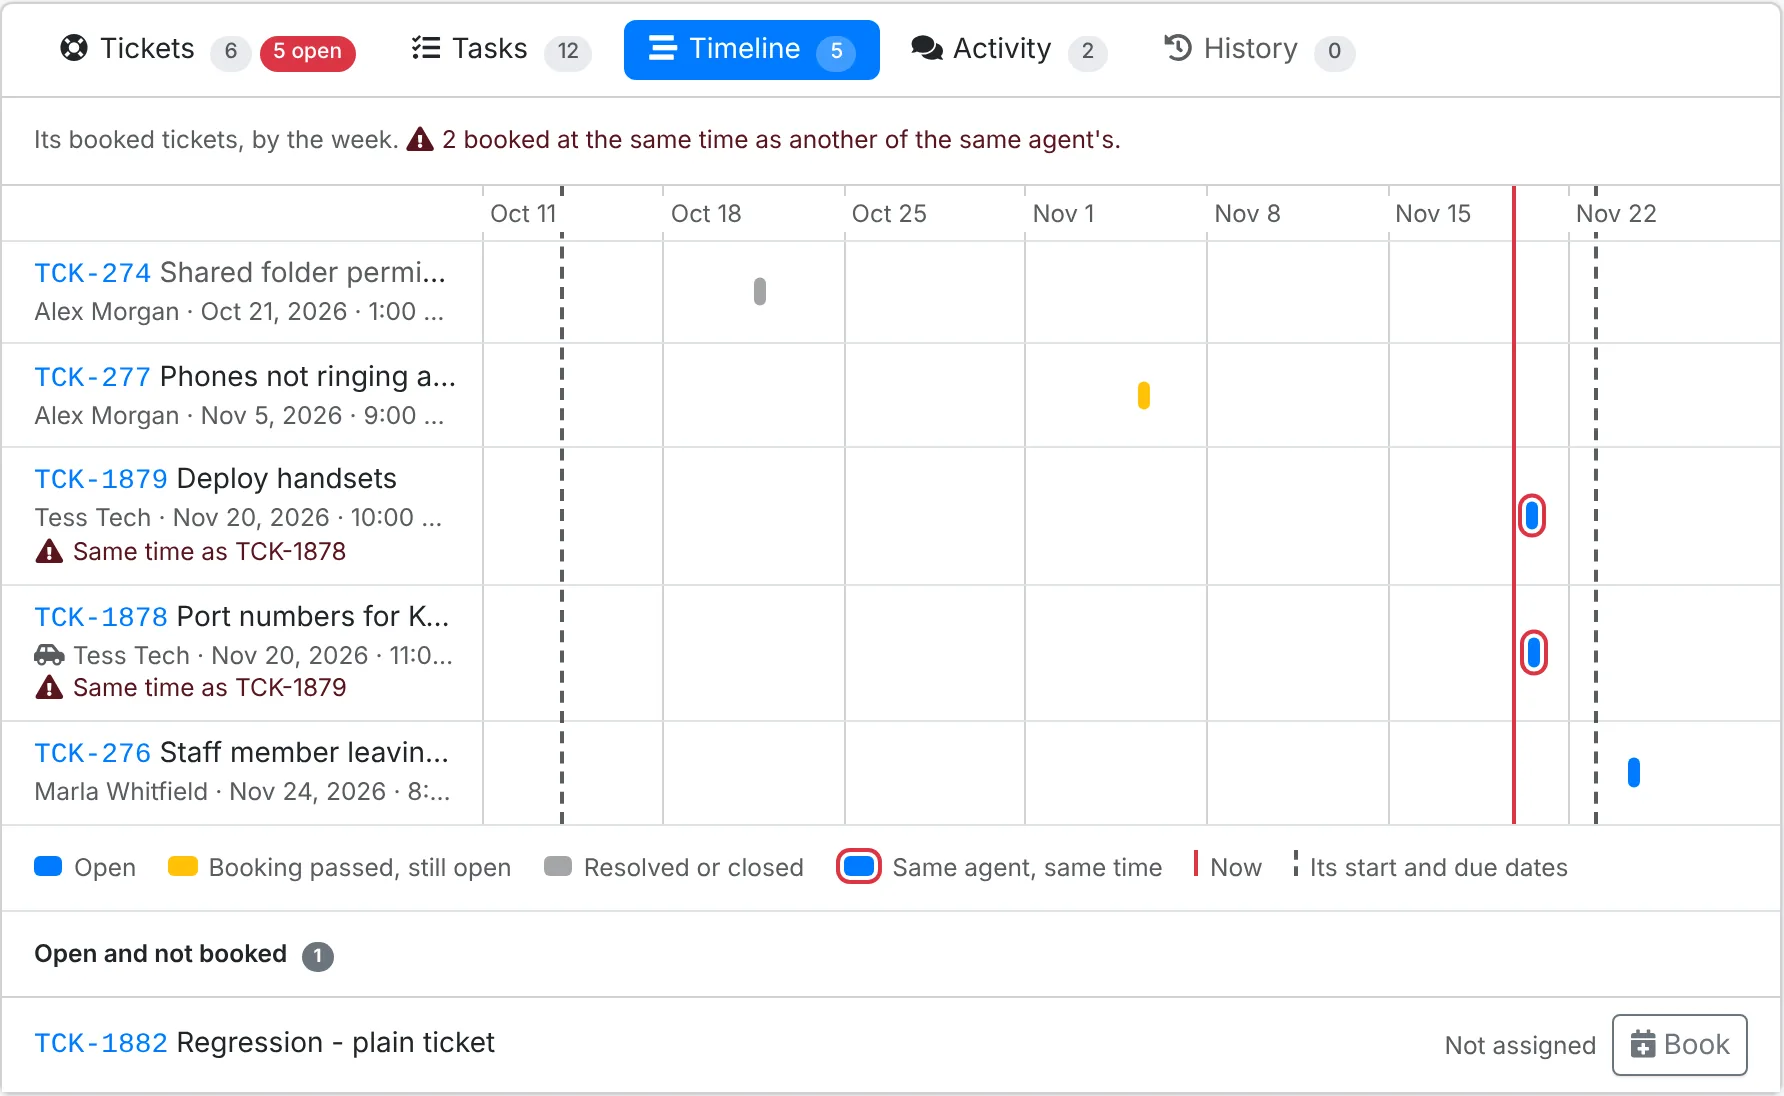 Tickets 6 5 open Tasks 12 Timeline 5 Activity 2 History 0
Its booked tickets, by the week. 2 booked at the same time as another of the same agent's.
Oct 11 Oct 18 Oct 25 Nov 1 Nov 8 Nov 15 Nov 22
TCK-274 Shared folder permi...
Alex Morgan · Oct 21, 2026 · 1:00 ...
TCK-277 Phones not ringing a...
Alex Morgan · Nov 5, 2026 · 9:00 ...
TCK-1879 Deploy handsets
Tess Tech · Nov 20, 2026 · 10:00 ...
Same time as TCK-1878
TCK-1878 Port numbers for K...
Tess Tech · Nov 20, 2026 · 11:0...
Same time as TCK-1879
TCK-276 Staff member leavin...
Marla Whitfield · Nov 24, 2026 · 8:...
Open Booking passed, still open Resolved or closed Same agent, same time Now Its start and due dates
Open and not booked 1
TCK-1882 Regression - plain ticket Not assigned Book